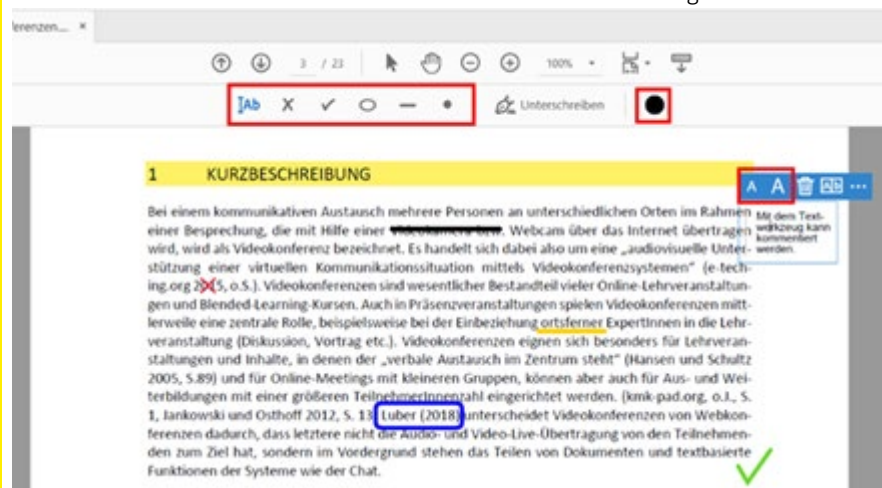 erenzen... ×
3 / 23 100%
Ab X Unterschreiben
1 KURZBESCHREIBUNG
A A Ab ...
Bei einem kommunikativen Austausch mehrere Personen an unterschiedlichen Orten im Rahmen
einer Besprechung, die mit Hilfe einer Videokamera bzw. Webcam über das Internet übertragen
wird, wird als Videokonferenz bezeichnet. Es handelt sich dabei also um eine „audiovisuelle Unter-
stützung einer virtuellen Kommunikationssituation mittels Videokonferenzsystemen“ (e-tech-
ing.org 5, o.S.). Videokonferenzen sind wesentlicher Bestandteil vieler Online-Lehrveranstaltun-
gen und Blended-Learning-Kursen. Auch in Präsenzveranstaltungen spielen Videokonferenzen mitt-
lerweile eine zentrale Rolle, beispielsweise bei der Einbeziehung ortsferner ExpertInnen in die Lehr-
veranstaltung (Diskussion, Vortrag etc.). Videokonferenzen eignen sich besonders für Lehrveran-
staltungen und Inhalte, in denen der „verbale Austausch im Zentrum steht“ (Hansen und Schultz
2005, S.89) und für Online-Meetings mit kleineren Gruppen, können aber auch für Aus- und Wei-
terbildungen mit einer größeren TeilnehmerInnenzahl eingerichtet werden. (kmk-pad.org, o.J., S.
1, Jankowski und Osthoff 2012, S. 13 Luber (2018) unterscheidet Videokonferenzen von Webkon-
ferenzen dadurch, dass letztere nicht die Audio- und Video-Live-Übertragung von den Teilnehmen-
den zum Ziel hat, sondern im Vordergrund stehen das Teilen von Dokumenten und textbasierte
Funktionen der Systeme wie der Chat.
Mit dem Text-
werkzeug kann
kommentiert
werden.